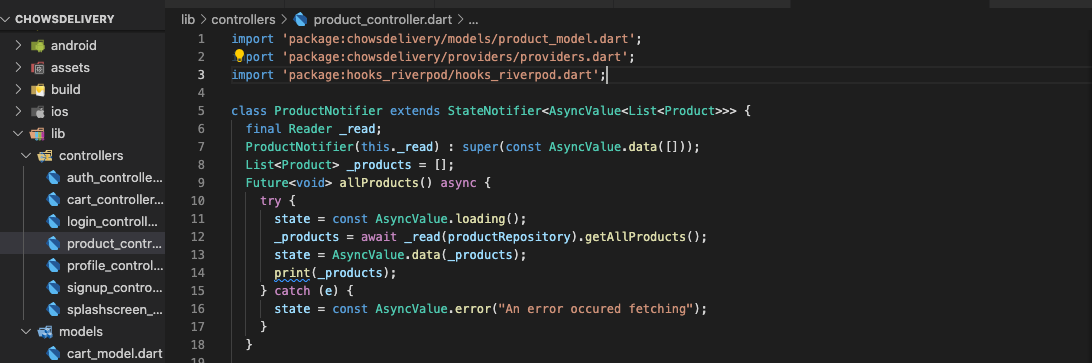 CHOWSDELIVERY
android
assets
build
ios
lib
controllers
auth_controlle...
cart_controller...
login_controll...
product_contr...
profile_control...
signup_contro...
splashscreen_...
models
cart_model.dart
lib > controllers > product_controller.dart > ...
1 import 'package:chowsdelivery/models/product_model.dart';
2 import 'package:chowsdelivery/providers/providers.dart';
3 import 'package:hooks_riverpod/hooks_riverpod.dart';
4
5 class ProductNotifier extends StateNotifier<AsyncValue<List<Product>>> {
6 final Reader _read;
7 ProductNotifier(this._read) : super(const AsyncValue.data([]));
8 List<Product> _products = [];
9 Future<void> allProducts() async {
10 try {
11 state = const AsyncValue.loading();
12 _products = await _read(productRepository).getAllProducts();
13 state = AsyncValue.data(_products);
14 print(_products);
15 } catch (e) {
16 state = const AsyncValue.error("An error occured fetching");
17 }
18 }
19